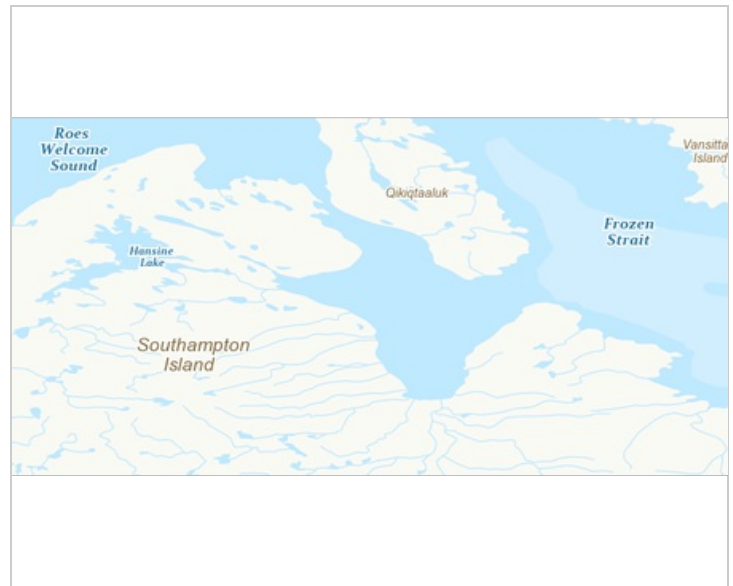 Roes
Welcome
Sound
Vansitta
Island
Qikiqtaaluk
Frozen
Strait
Hansine
Lake
Southampton
Island